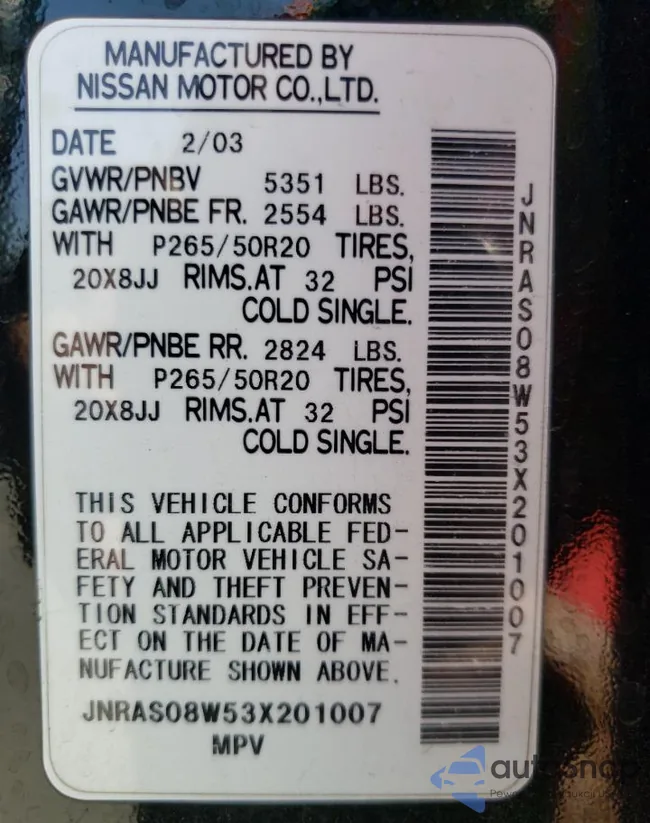 MANUFACTURED BY
NISSAN MOTOR CO.,LTD.
DATE 2/03
GVWR/PNBV 5351 LBS.
GAWR/PNBE FR. 2554 LBS.
WITH P265/50R20 TIRES,
20X8JJ RIMS.AT 32 PSI
COLD SINGLE.
GAWR/PNBE RR. 2824 LBS.
WITH P265/50R20 TIRES,
20X8JJ RIMS.AT 32 PSI
COLD SINGLE.
THIS VEHICLE CONFORMS
TO ALL APPLICABLE FED-
ERAL MOTOR VEHICLE SA-
FETY AND THEFT PREVEN-
TION STANDARDS IN EFF-
ECT ON THE DATE OF MA-
NUFACTURE SHOWN ABOVE.
JNRAS08W53X201007
MPV
JNRAS08W53X201007
autoshop